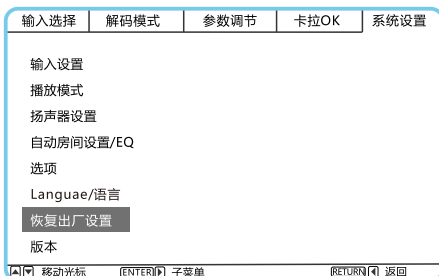 输入选择 解码模式 参数调节 卡拉OK 系统设置
输入设置
播放模式
扬声器设置
自动房间设置/EQ
选项
Languae/语言
恢复出厂设置
版本
▲▼ 移动光标 ENTER▶ 子菜单 RETURN◀ 返回